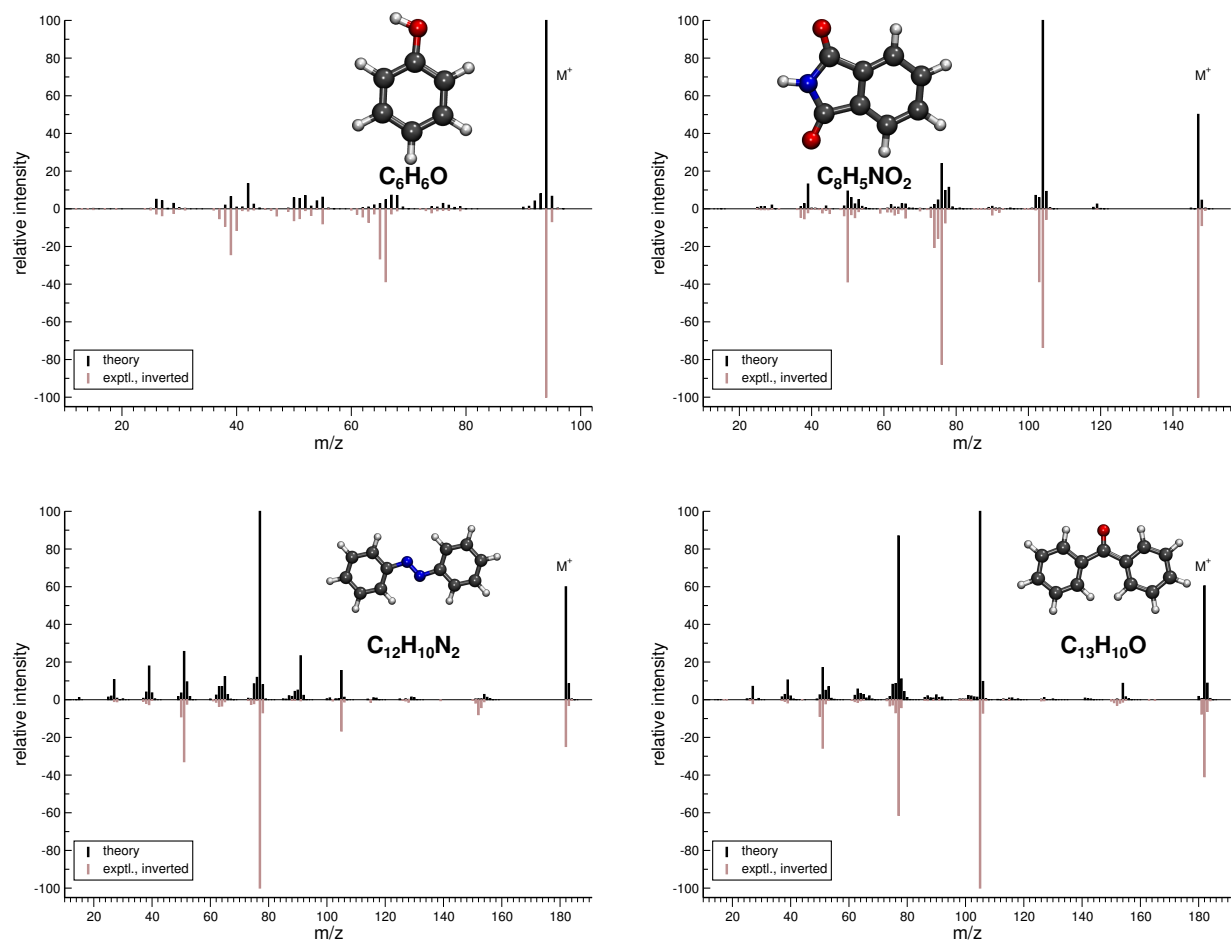 100
80
60
40
20
0
-20
-40
-60
-80
-100
relative intensity
M+
C6H6O
theory
exptl., inverted
20 40 60 80 100
m/z
100
80
60
40
20
0
-20
-40
-60
-80
-100
relative intensity
M+
C8H5NO2
theory
exptl., inverted
20 40 60 80 100 120 140
m/z
100
80
60
40
20
0
-20
-40
-60
-80
-100
relative intensity
M+
C12H10N2
theory
exptl., inverted
20 40 60 80 100 120 140 160 180
m/z
100
80
60
40
20
0
-20
-40
-60
-80
-100
relative intensity
M+
C13H10O
theory
exptl., inverted
20 40 60 80 100 120 140 160 180
m/z